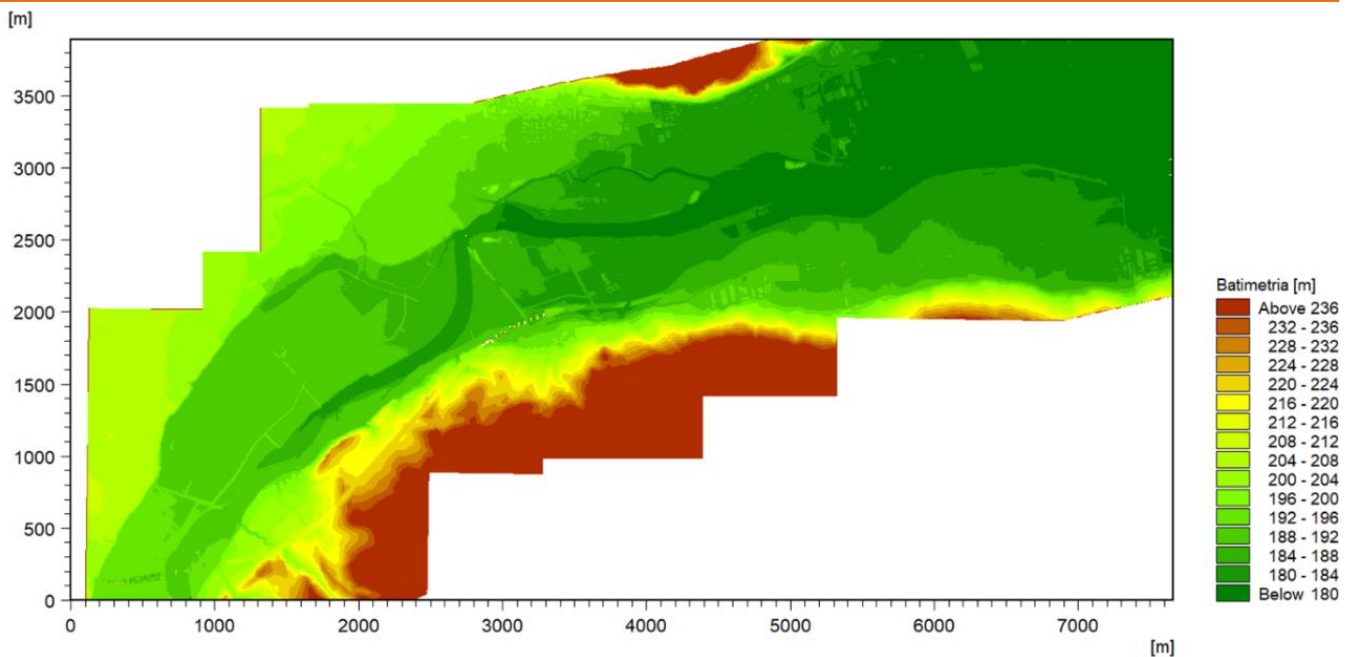 [m]
3500
3000
2500
2000
1500
1000
500
0
0 1000 2000 3000 4000 5000 6000 7000
[m]
Batimetria [m]
Above 236
232 - 236
228 - 232
224 - 228
220 - 224
216 - 220
212 - 216
208 - 212
204 - 208
200 - 204
196 - 200
192 - 196
188 - 192
184 - 188
180 - 184
Below 180